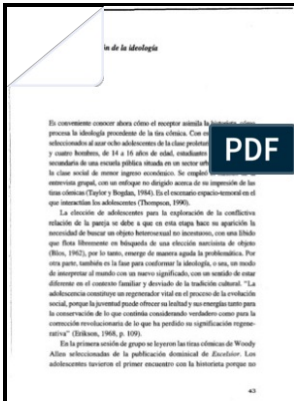 ón de la ideología
Es conveniente conocer ahora cómo el receptor asimila la historieta, cómo
procesa la ideología procedente de la tira cómica. Con es
seleccionados al azar ocho adolescentes de la clase proleta
y cuatro hombres, de 14 a 16 años de edad, estudiantes
secundaria de una escuela pública situada en un sector urb
la clase social de menor ingreso económico. Se empleó
entrevista grupal, con un enfoque no dirigido acerca de su impresión de las
tiras cómicas (Taylor y Bogdan, 1984). Es el escenario espacio-temporal en el
que interactúan los adolescentes (Thompson, 1990).
La elección de adolescentes para la exploración de la conflictiva
relación de la pareja se debe a que en esta etapa hace su aparición la
necesidad de buscar un objeto heterosexual no incestuoso, con una libido
que flota libremente en búsqueda de una elección narcisista de objeto
(Blos, 1962), por lo tanto, emerge de manera aguda la problemática. Por
otra parte, también es la fase para conformar la ideología, o sea, un modo
de interpretar al mundo con un nuevo significado, con un sentido de estar
diferente en el contexto familiar y desviado de la tradición cultural. "La
adolescencia constituye un regenerador vital en el proceso de la evolución
social, porque la juventud puede ofrecer su lealtad y sus energías tanto para
la conservación de lo que continúa considerando verdadero como para la
corrección revolucionaria de lo que ha perdido su significación regene-
rativa" (Erikson, 1968, p. 109).
En la primera sesión de grupo se leyeron las tiras cómicas de Woody
Allen seleccionadas de la publicación dominical de Excelsior. Los
adolescentes tuvieron el primer encuentro con la historieta porque no
43
PDF